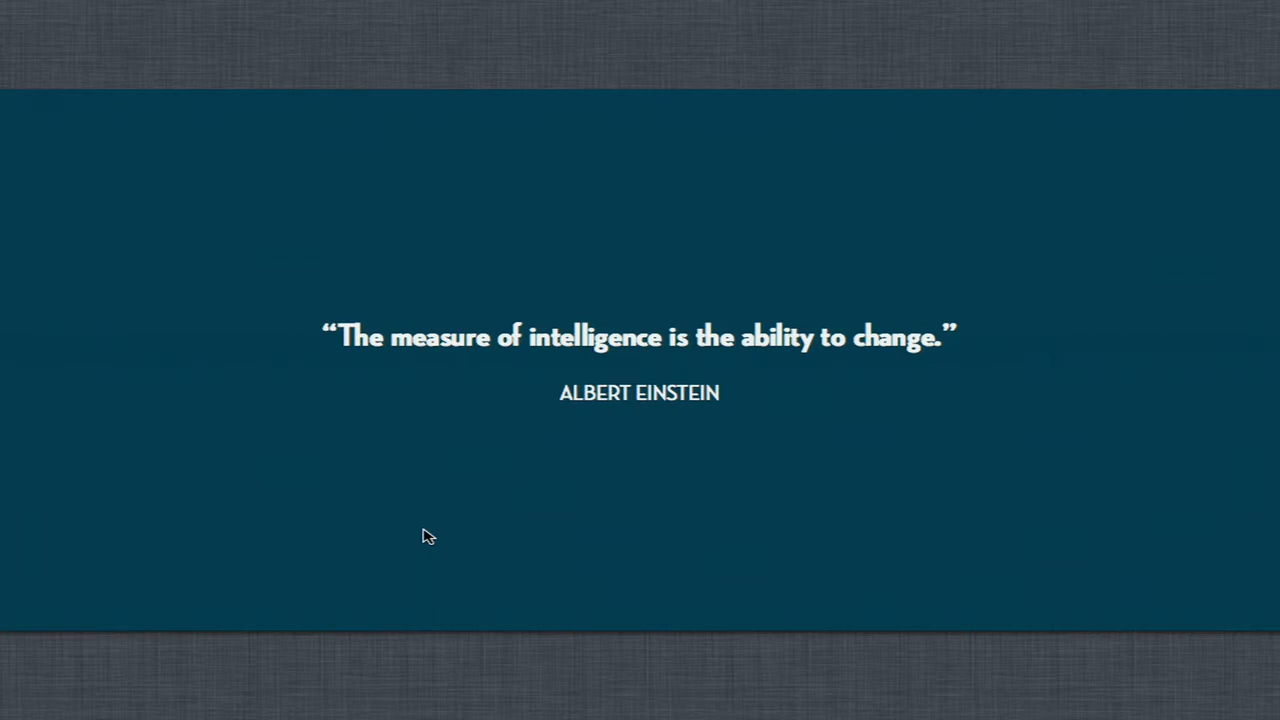 “The measure of intelligence is the ability to change.”
ALBERT EINSTEIN